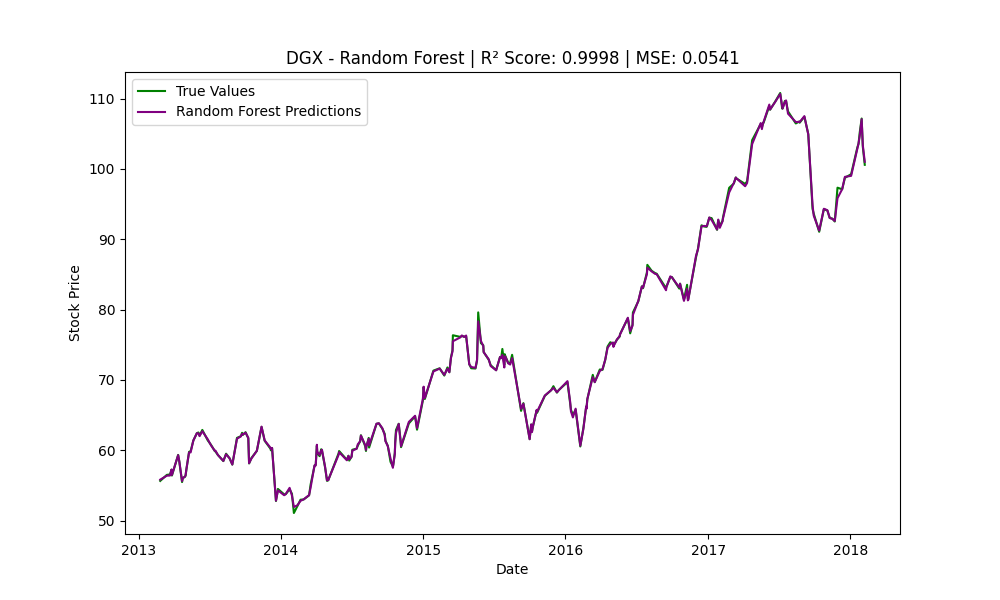 DGX - Random Forest | R² Score: 0.9998 | MSE: 0.0541
True Values
Random Forest Predictions
110
100
90
80
70
60
50
Stock Price
2013 2014 2015 2016 2017 2018
Date